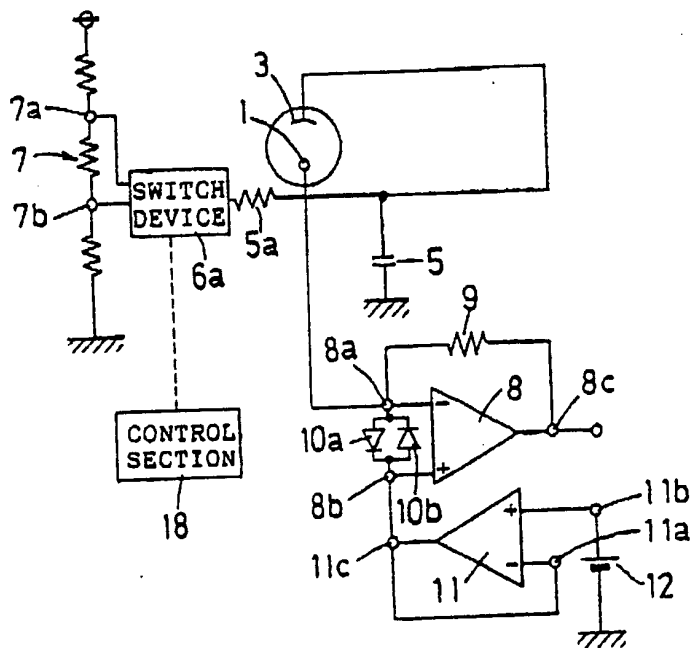 3
1
7a
7
7b
SWITCH
DEVICE
6a
5a
5
9
8a
8
8c
10a
10b
8b
CONTROL
SECTION
18
11b
11a
11c
11
12
+
-
+
-